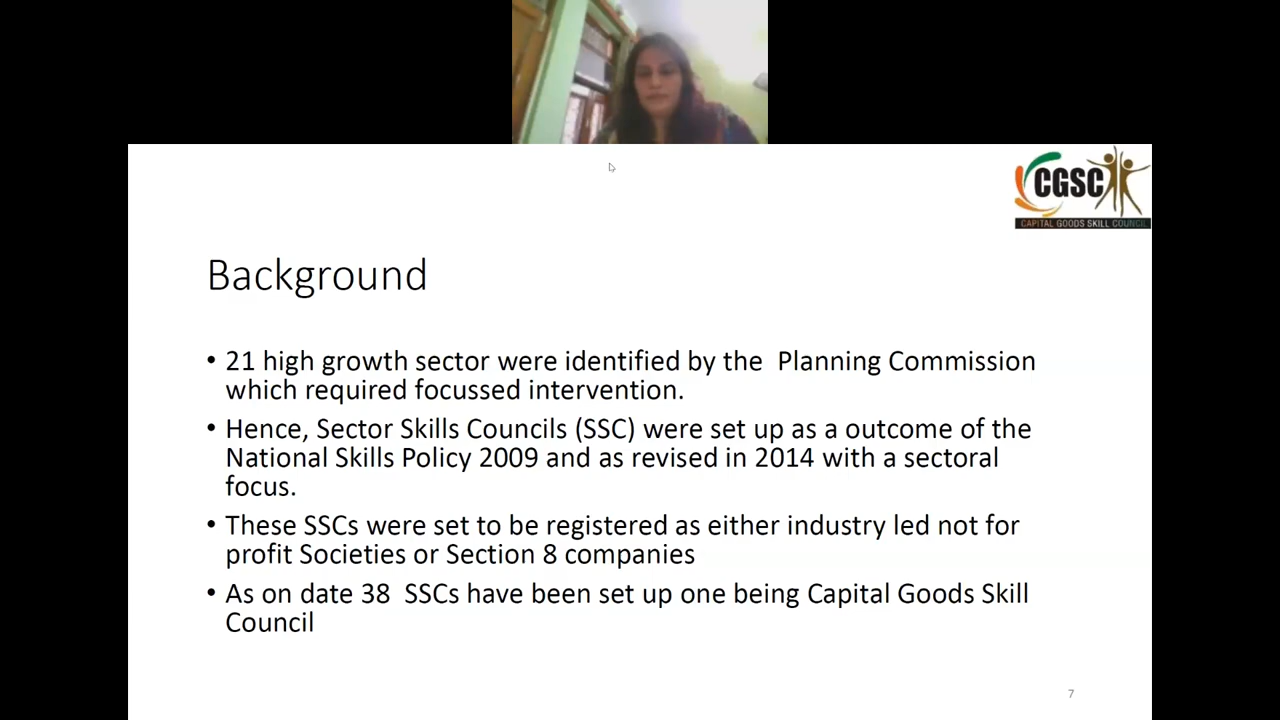 CGSC
CAPITAL GOODS SKILL COUNCIL
Background
• 21 high growth sector were identified by the  Planning Commission
which required focussed intervention.
• Hence, Sector Skills Councils (SSC) were set up as a outcome of the
National Skills Policy 2009 and as revised in 2014 with a sectoral
focus.
• These SSCs were set to be registered as either industry led not for
profit Societies or Section 8 companies
• As on date 38  SSCs have been set up one being Capital Goods Skill
Council
7